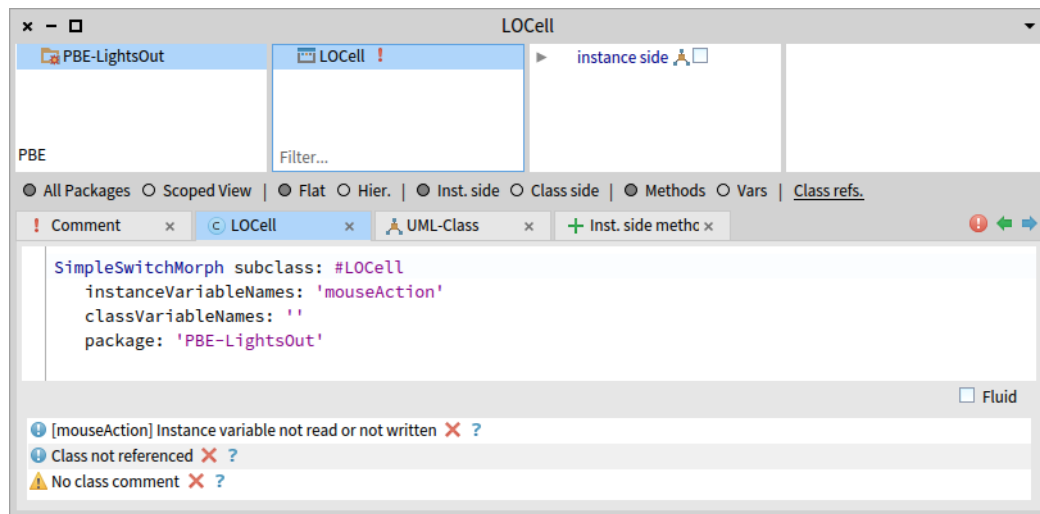 LOCell
PBE-LightsOut
LOCell
instance side
PBE
Filter...
All Packages Scoped View | Flat Hier. | Inst. side Class side | Methods Vars | Class refs.
Comment LOCell UML-Class Inst. side methc
SimpleSwitchMorph subclass: #LOCell
instanceVariableNames: 'mouseAction'
classVariableNames: ''
package: 'PBE-LightsOut'
Fluid
[mouseAction] Instance variable not read or not written ?
Class not referenced ?
No class comment ?